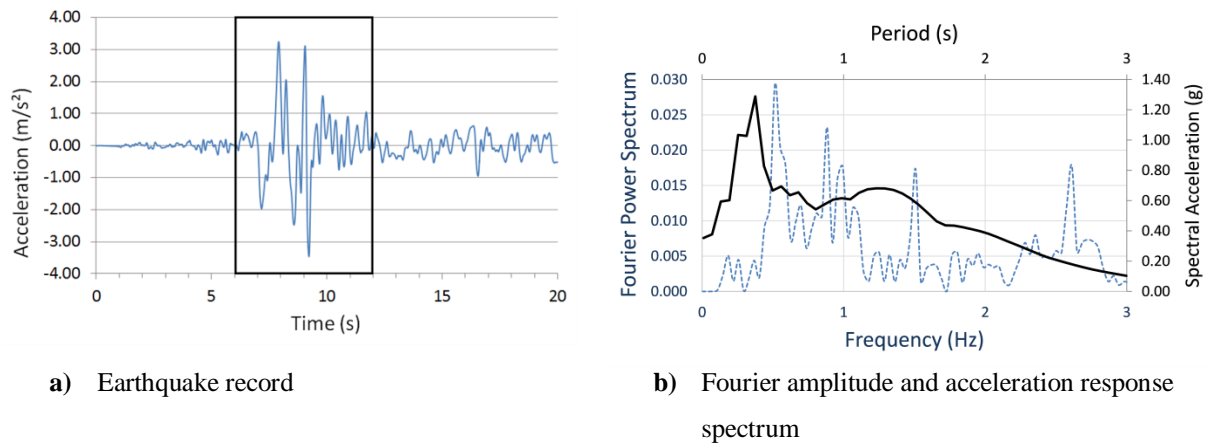 4.00
3.00
2.00
1.00
0.00
-1.00
-2.00
-3.00
-4.00
Acceleration (m/s²)
0 5 10 15 20
Time (s)
a) Earthquake record
Period (s)
0 1 2 3
0.030
0.025
0.020
0.015
0.010
0.005
0.000
Fourier Power Spectrum
1.40
1.20
1.00
0.80
0.60
0.40
0.20
0.00
Spectral Acceleration (g)
0 1 2 3
Frequency (Hz)
b) Fourier amplitude and acceleration response
spectrum